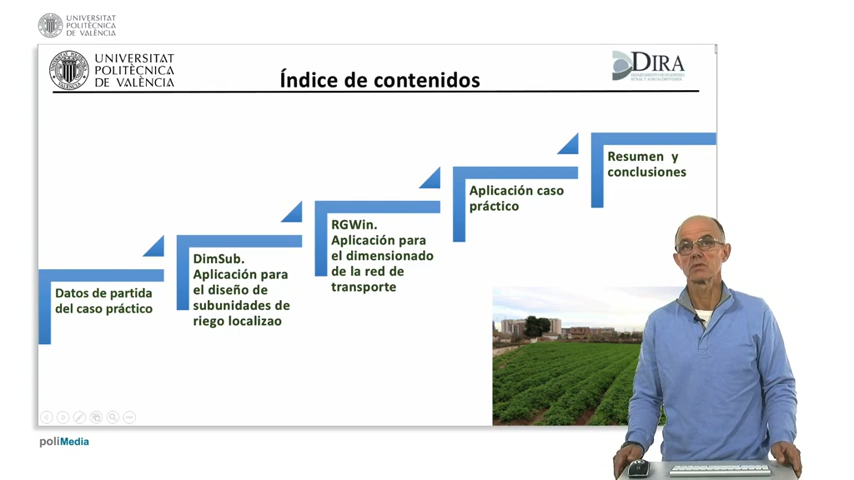 UNIVERSITAT
POLITÈCNICA
DE VALÈNCIA
UNIVERSITAT
POLITÈCNICA
DE VALÈNCIA
Índice de contenidos
DIRA
Datos de partida
del caso práctico
DimSub.
Aplicación para
el diseño de
subunidades de
riego localizao
RGWin.
Aplicación para
el dimensionado
de la red de
transporte
Aplicación caso
práctico
Resumen y
conclusiones
poliMedia